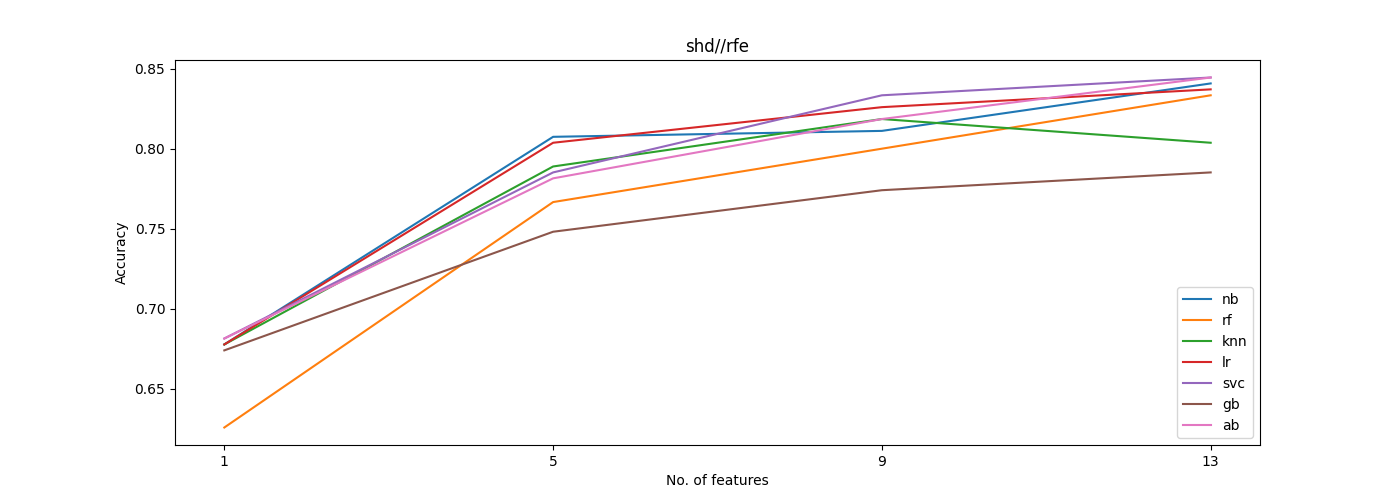 shd//rfe
0.85
0.80
0.75
0.70
0.65
Accuracy
1 5 9 13
No. of features
nb
rf
knn
lr
svc
gb
ab